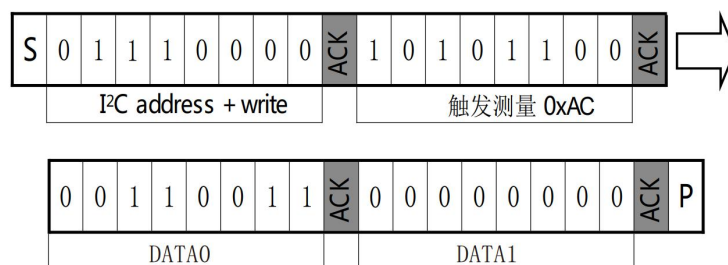 S 0 1 1 1 0 0 0 0 ACK 1 0 1 0 1 1 0 0 ACK
I²C address + write 触发测量 0xAC
0 0 1 1 0 0 1 1 ACK 0 0 0 0 0 0 0 0 ACK P
DATA0 DATA1